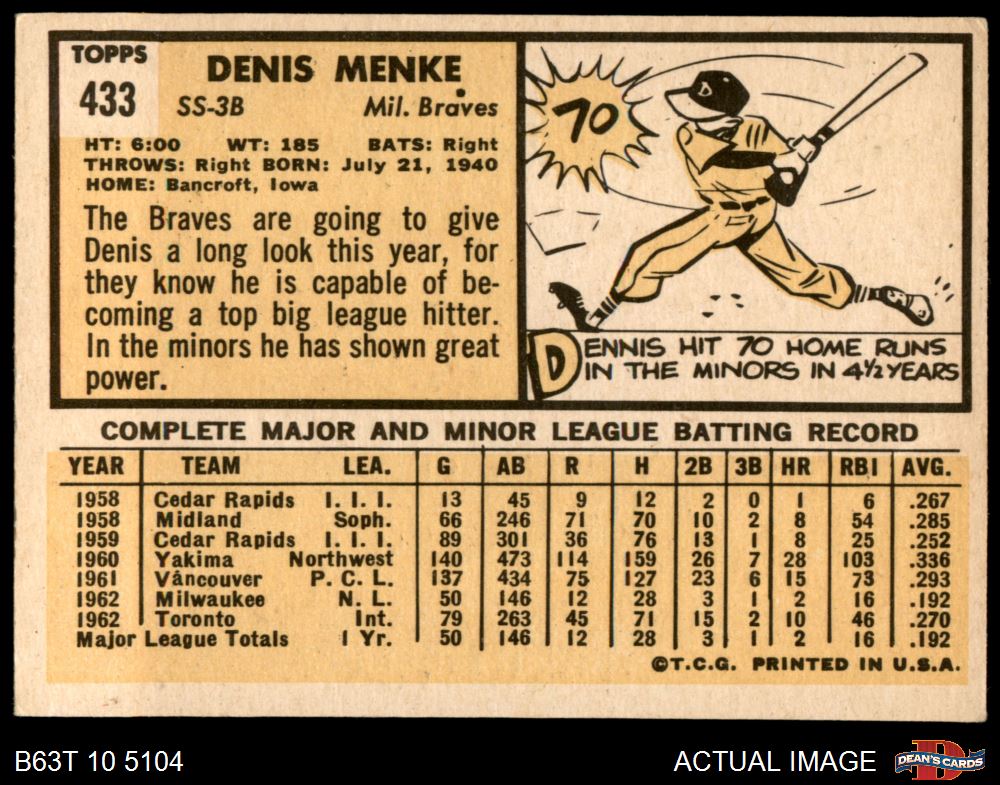 TOPPS
433
DENIS MENKE
SS-3B Mil. Braves
HT: 6:00 WT: 185 BATS: Right
THROWS: Right BORN: July 21, 1940
HOME: Bancroft, Iowa
The Braves are going to give
Denis a long look this year, for
they know he is capable of be-
coming a top big league hitter.
In the minors he has shown great
power.
70
D
DENNIS HIT 70 HOME RUNS
IN THE MINORS IN 4½ YEARS
COMPLETE MAJOR AND MINOR LEAGUE BATTING RECORD
YEAR TEAM LEA. G AB R H 2B 3B HR RBI AVG.
1958 Cedar Rapids I. I. I. 13 45 9 12 2 0 1 6 .267
1958 Midland Soph. 66 246 71 70 10 2 8 54 .285
1959 Cedar Rapids I. I. I. 89 301 36 76 13 1 8 25 .252
1960 Yakima Northwest 140 473 114 159 26 7 28 103 .336
1961 Vancouver P. C. L. 137 434 75 127 23 6 15 73 .293
1962 Milwaukee N. L. 50 146 12 28 3 1 2 16 .192
1962 Toronto Int. 79 263 45 71 15 2 10 46 .270
Major League Totals 1 Yr. 50 146 12 28 3 1 2 16 .192
©T.C.G. PRINTED IN U.S.A.
B63T 10 5104 ACTUAL IMAGE D DEAN'S CARDS